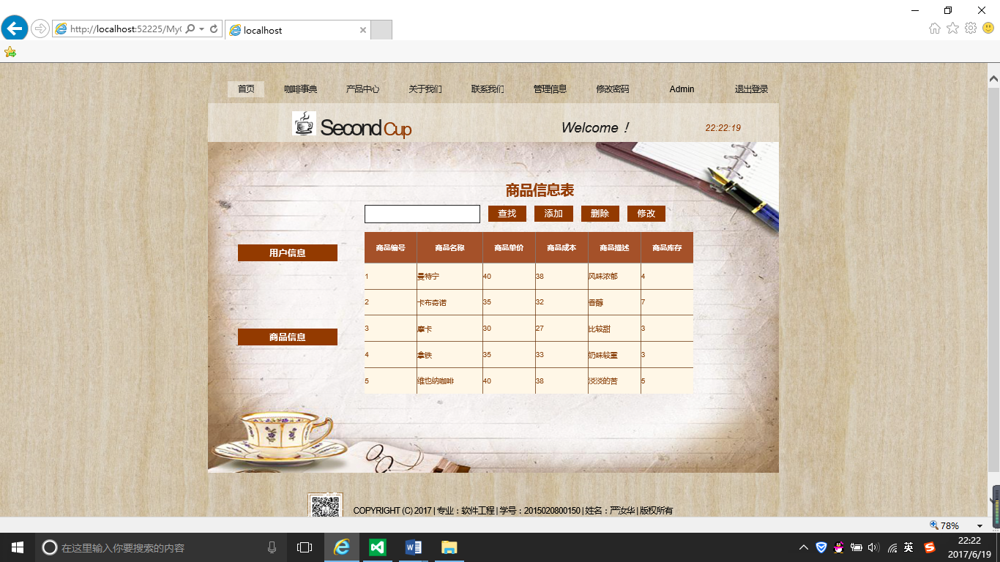 http://localhost:52225/My
localhost
首页 咖啡事典 产品中心 关于我们 联系我们 管理信息 修改密码 Admin 退出登录
Second Cup Welcome！ 22:22:19
商品信息表
查找 添加 删除 修改
用户信息
商品信息
商品编号 商品名称 商品单价 商品成本 商品描述 商品库存
1 曼特宁 40 38 风味浓郁 4
2 卡布奇诺 35 32 香醇 7
3 摩卡 30 27 比较甜 3
4 拿铁 35 33 奶味较重 3
5 维也纳咖啡 40 38 淡淡的苦 5
COPYRIGHT (C) 2017 | 专业：软件工程 | 学号：2015020800150 | 姓名：严汝华 | 版权所有
78%
在这里输入你要搜索的内容
英
22:22
2017/6/19